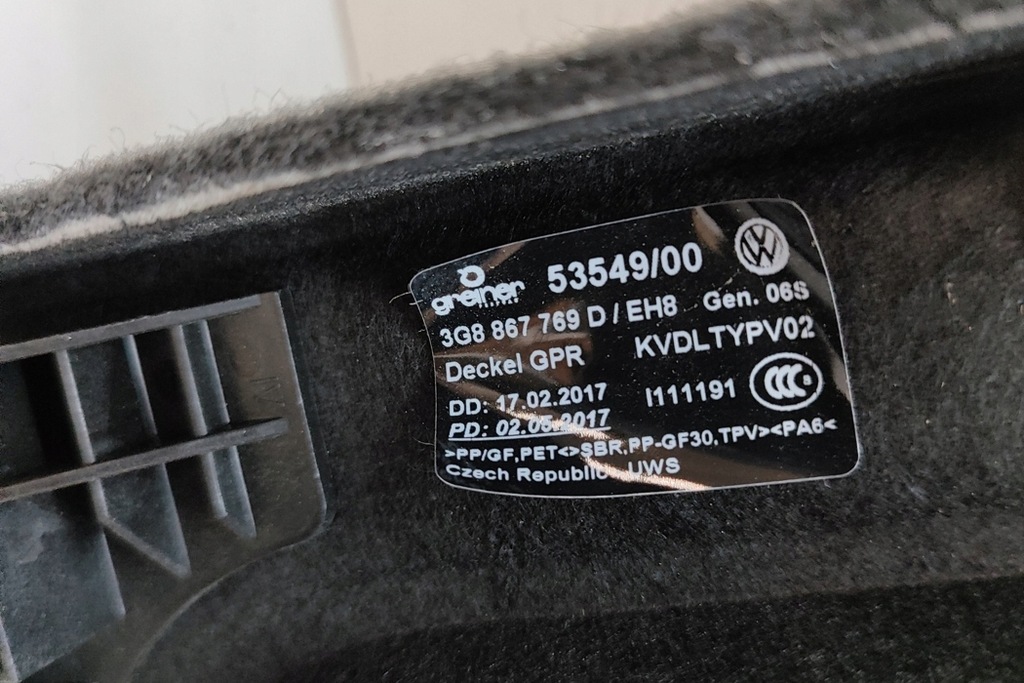 greiner 53549/00
3G8 867 769 D / EH8 Gen. 06S
Deckel GPR KVDLTYPV02
DD: 17.02.2017 I111191
PD: 02.05.2017
>PP/GF,PET<>SBR,PP-GF30,TPV><PA6<
Czech Republic UWS